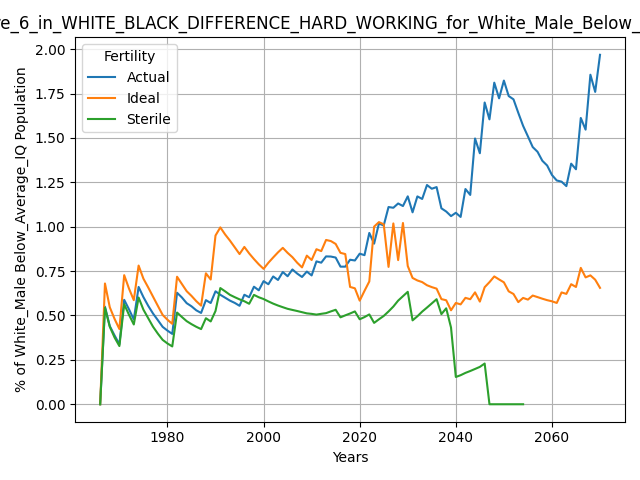 re_6_in_WHITE_BLACK_DIFFERENCE_HARD_WORKING_for_White_Male_Below_
Fertility
Actual
Ideal
Sterile
% of White_Male Below_Average_IQ Population
2.00
1.75
1.50
1.25
1.00
0.75
0.50
0.25
0.00
1980 2000 2020 2040 2060
Years